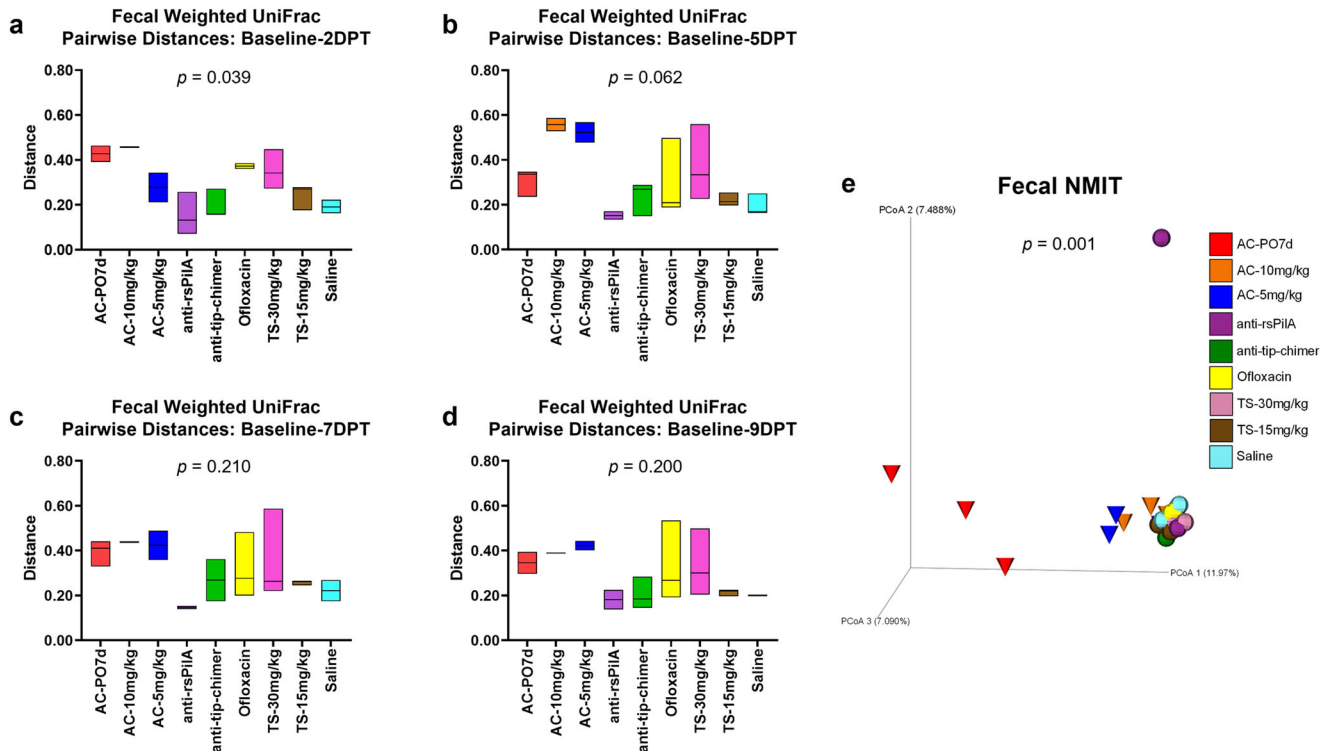 a
Fecal Weighted UniFrac
Pairwise Distances: Baseline-2DPT
p = 0.039
Distance
0.80
0.60
0.40
0.20
0.00
AC-PO7d
AC-10mg/kg
AC-5mg/kg
anti-rsPilA
anti-tip-chimer
Ofloxacin
TS-30mg/kg
TS-15mg/kg
Saline
b
Fecal Weighted UniFrac
Pairwise Distances: Baseline-5DPT
p = 0.062
Distance
0.80
0.60
0.40
0.20
0.00
AC-PO7d
AC-10mg/kg
AC-5mg/kg
anti-rsPilA
anti-tip-chimer
Ofloxacin
TS-30mg/kg
TS-15mg/kg
Saline
c
Fecal Weighted UniFrac
Pairwise Distances: Baseline-7DPT
p = 0.210
Distance
0.80
0.60
0.40
0.20
0.00
AC-PO7d
AC-10mg/kg
AC-5mg/kg
anti-rsPilA
anti-tip-chimer
Ofloxacin
TS-30mg/kg
TS-15mg/kg
Saline
d
Fecal Weighted UniFrac
Pairwise Distances: Baseline-9DPT
p = 0.200
Distance
0.80
0.60
0.40
0.20
0.00
AC-PO7d
AC-10mg/kg
AC-5mg/kg
anti-rsPilA
anti-tip-chimer
Ofloxacin
TS-30mg/kg
TS-15mg/kg
Saline
e
Fecal NMIT
PCoA 2 (7.488%)
p = 0.001
PCoA 1 (11.97%)
PCoA 3 (7.090%)
AC-PO7d
AC-10mg/kg
AC-5mg/kg
anti-rsPilA
anti-tip-chimer
Ofloxacin
TS-30mg/kg
TS-15mg/kg
Saline